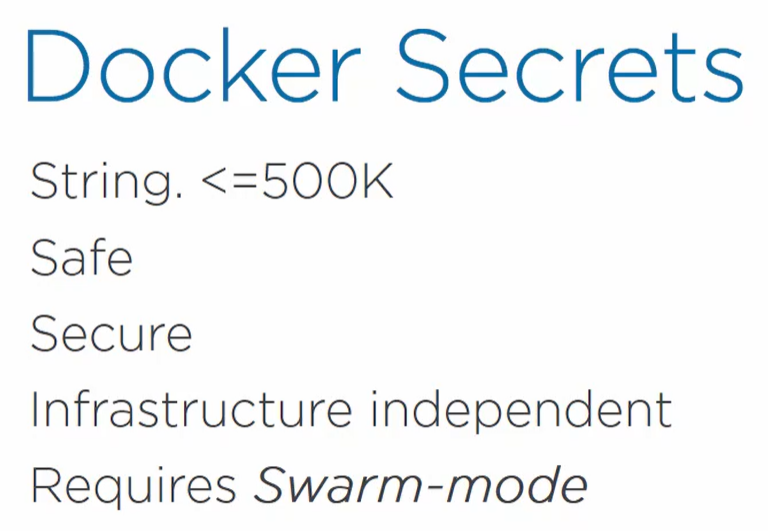 Docker Secrets
String. <=500K
Safe
Secure
Infrastructure independent
Requires Swarm-mode